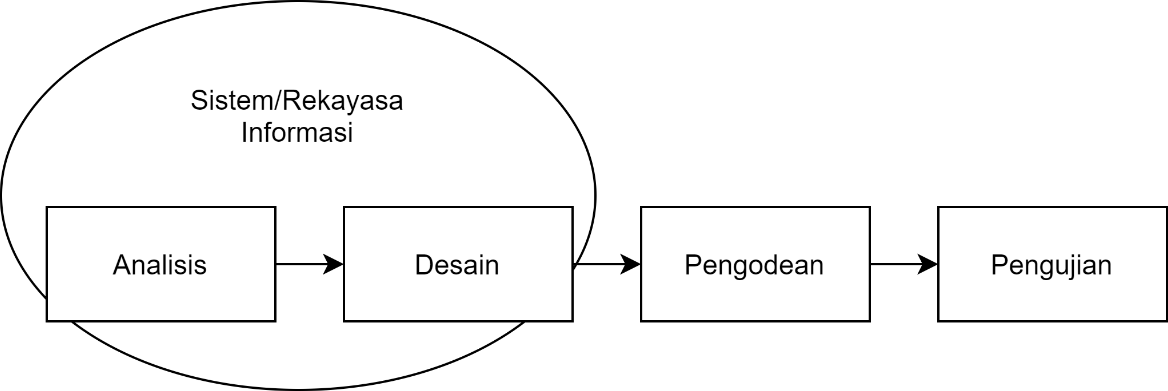 Sistem/Rekayasa
Informasi
Analisis
Desain
Pengodean
Pengujian